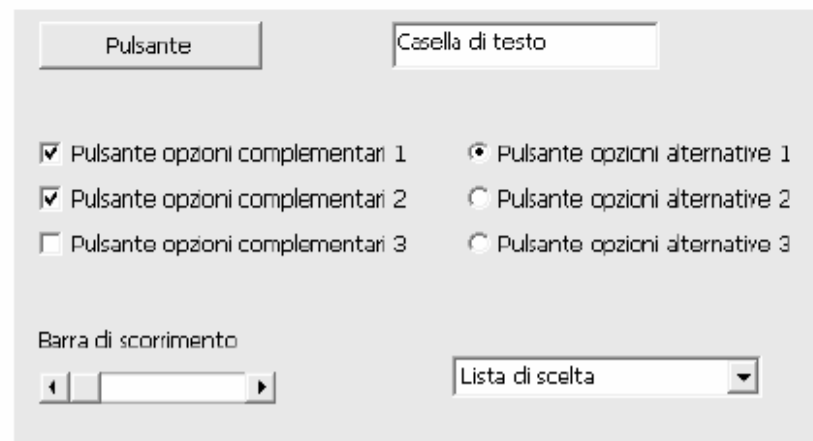 Pulsante
Casella di testo
Pulsante opzioni complementari 1
Pulsante opzioni alternative 1
Pulsante opzioni complementari 2
Pulsante opzioni alternative 2
Pulsante opzioni complementari 3
Pulsante opzioni alternative 3
Barra di scorrimento
Lista di scelta